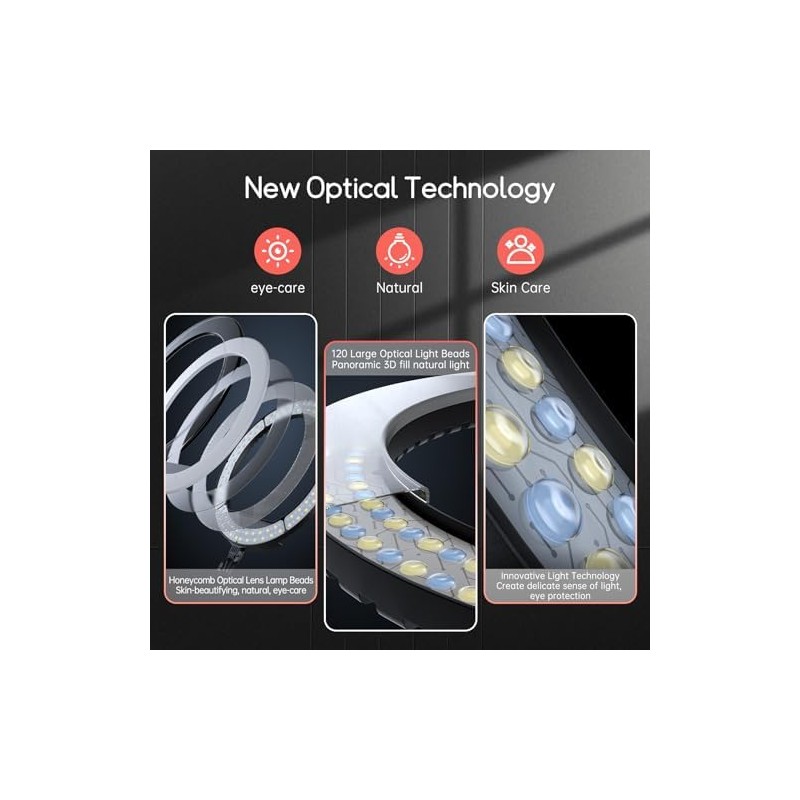 New Optical Technology
eye-care
Natural
Skin Care
120 Large Optical Light Beads
Panoramic 3D fill natural light
Honeycomb Optical Lens Lamp Beads
Skin-beautifying, natural, eye-care
Innovative Light Technology
Create delicate sense of light,
eye protection